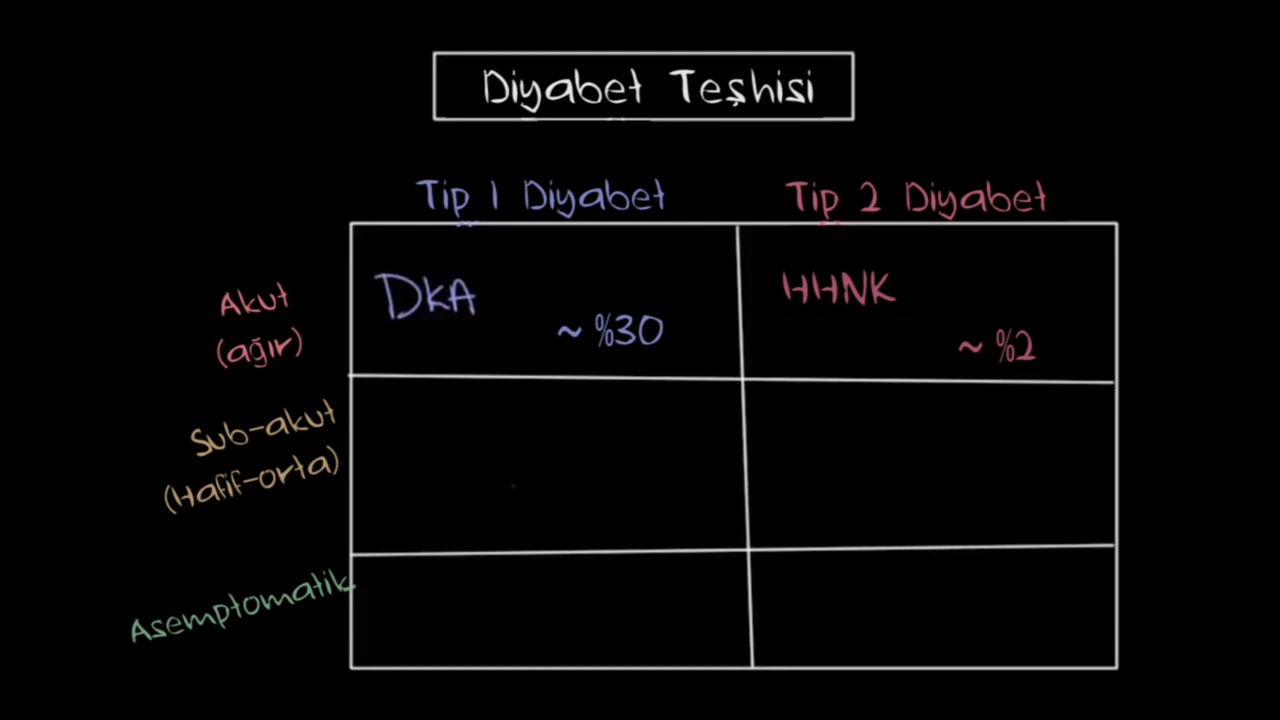 Diyabet Teşhisi
Tip 1 Diyabet
Tip 2 Diyabet
Akut
(ağır)
DKA
~ %30
HHNK
~ %2
Sub-akut
(Hafif-orta)
Asemptomatik